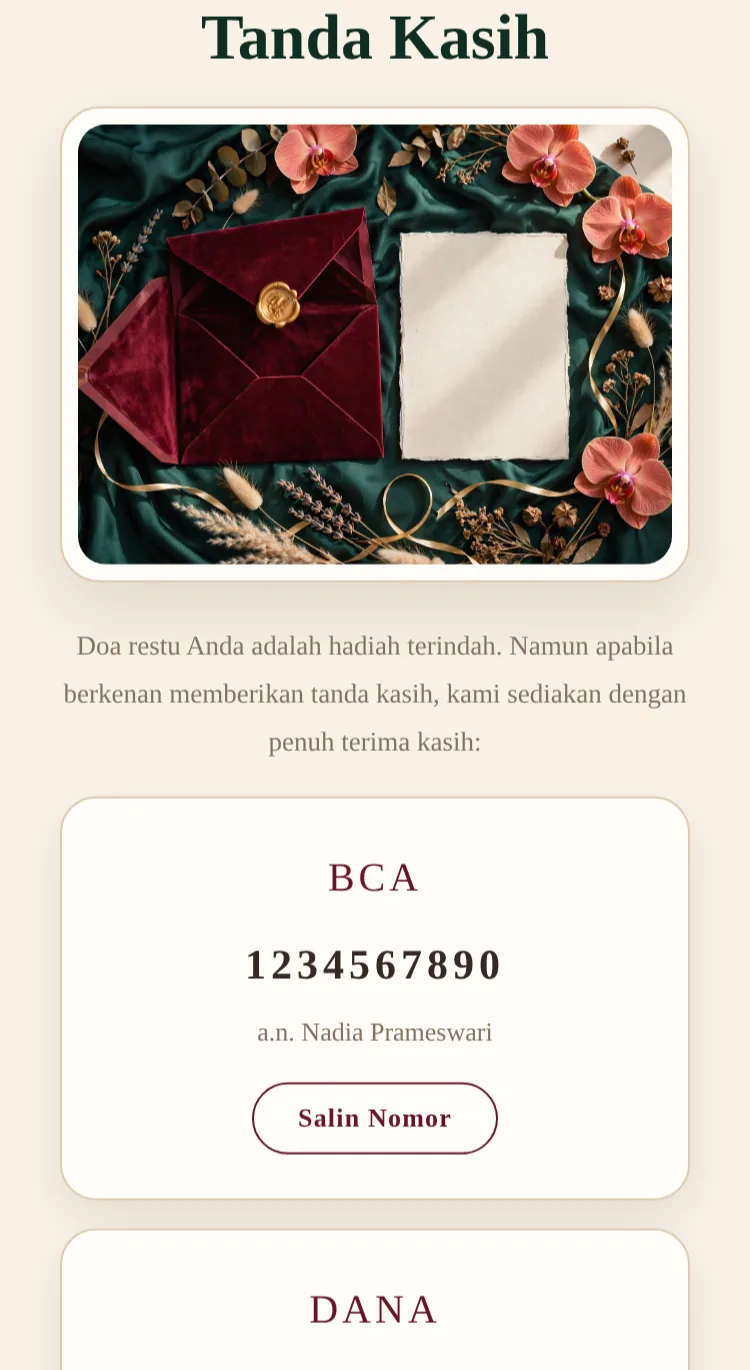 Tanda Kasih
Doa restu Anda adalah hadiah terindah. Namun apabila
berkenan memberikan tanda kasih, kami sediakan dengan
penuh terima kasih:
BCA
1234567890
a.n. Nadia Prameswari
Salin Nomor
DANA